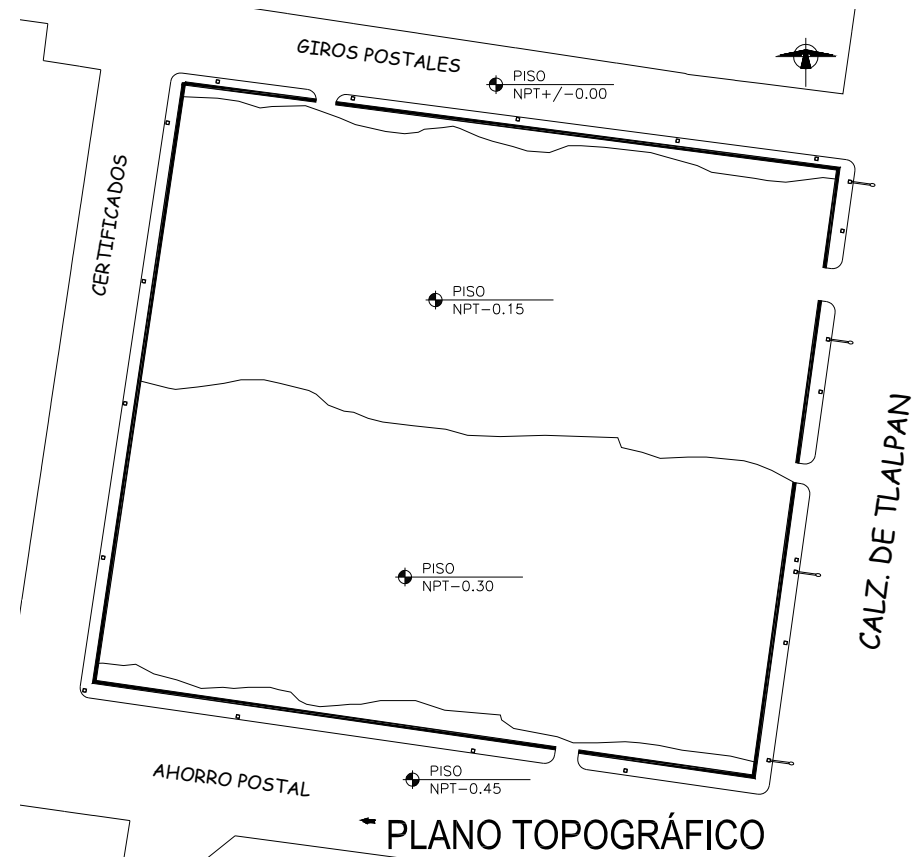 GIROS POSTALES
PISO
NPT+/-0.00
CERTIFICADOS
PISO
NPT-0.15
CALZ. DE TLALPAN
PISO
NPT-0.30
AHORRO POSTAL
PISO
NPT-0.45
PLANO TOPOGRÁFICO